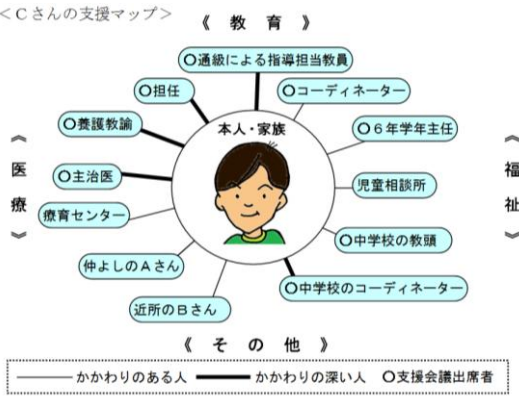 ＜Ｃさんの支援マップ＞
《 教 育 》
○通級による指導担当教員
○担任
○コーディネーター
○養護教諭
本人・家族
○６年学年主任
《医療》
○主治医
児童相談所
《福祉》
療育センター
○中学校の教頭
仲よしのＡさん
○中学校のコーディネーター
近所のＢさん
《 そ の 他 》
かかわりのある人 かかわりの深い人 ○支援会議出席者